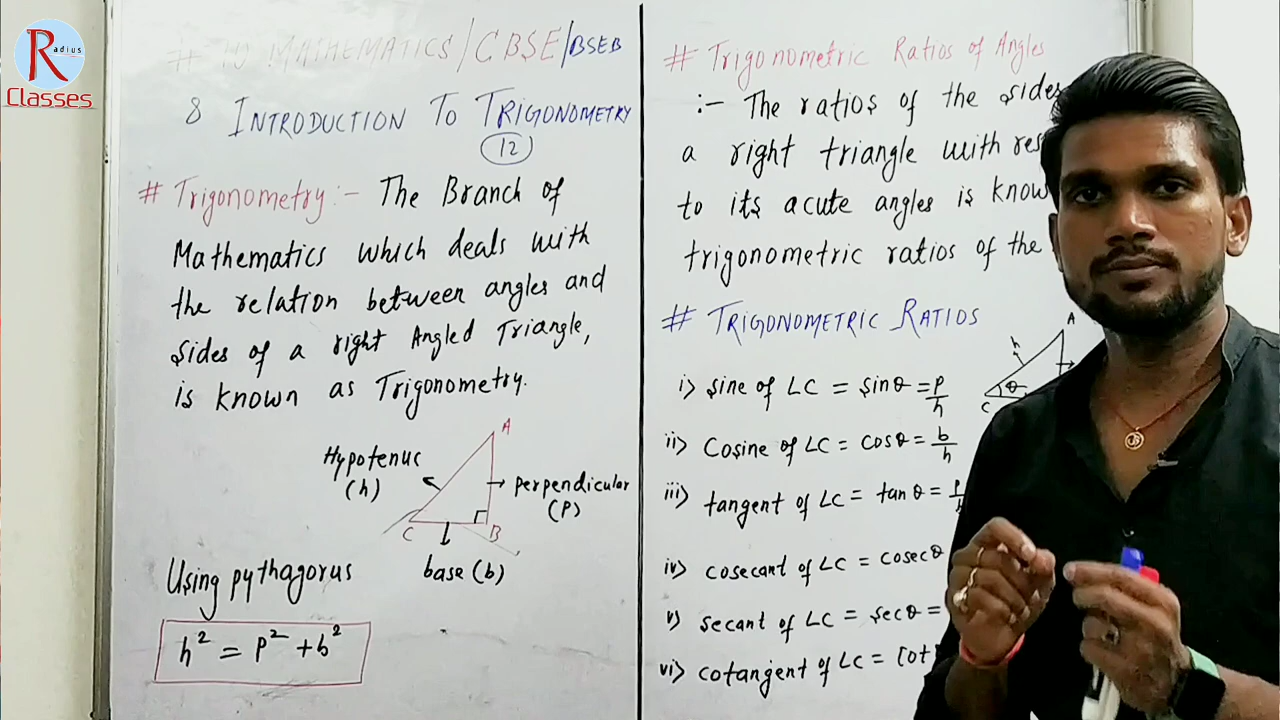 Radius
Classes
# 10 MATHEMATICS/CBSE/BSEB
8 INTRODUCTION TO TRIGONOMETRY
12
# Trigonometry:- The Branch of
Mathematics which deals with
the relation between angles and
sides of a right Angled Triangle,
is known as Trigonometry.
A
Hypotenus
(h)
perpendicular
(P)
C
B
base (b)
Using pythagorus
h² = p² + b²
# Trigonometric Ratios of Angles
:- The ratios of the sides
a right triangle with
to its acute angles is
trigonometric ratios of the
# TRIGONOMETRIC RATIOS
A
h
θ
C
i) sine of ∠C = sinθ = p/h
ii) Cosine of ∠C = cosθ = b/h
iii) tangent of ∠C = tanθ =
iv) cosecant of ∠C = cosecθ
v) secant of ∠C = secθ =
vi) cotangent of ∠C = cot